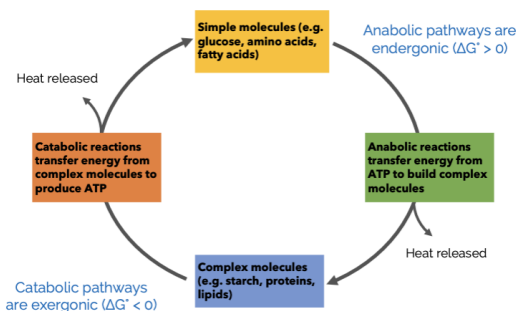 Simple molecules (e.g.
glucose, amino acids,
fatty acids)
Anabolic pathways are
endergonic (ΔG° > 0)
Heat released
Catabolic reactions
transfer energy from
complex molecules to
produce ATP
Anabolic reactions
transfer energy from
ATP to build complex
molecules
Heat released
Complex molecules
(e.g. starch, proteins,
lipids)
Catabolic pathways
are exergonic (ΔG° < 0)